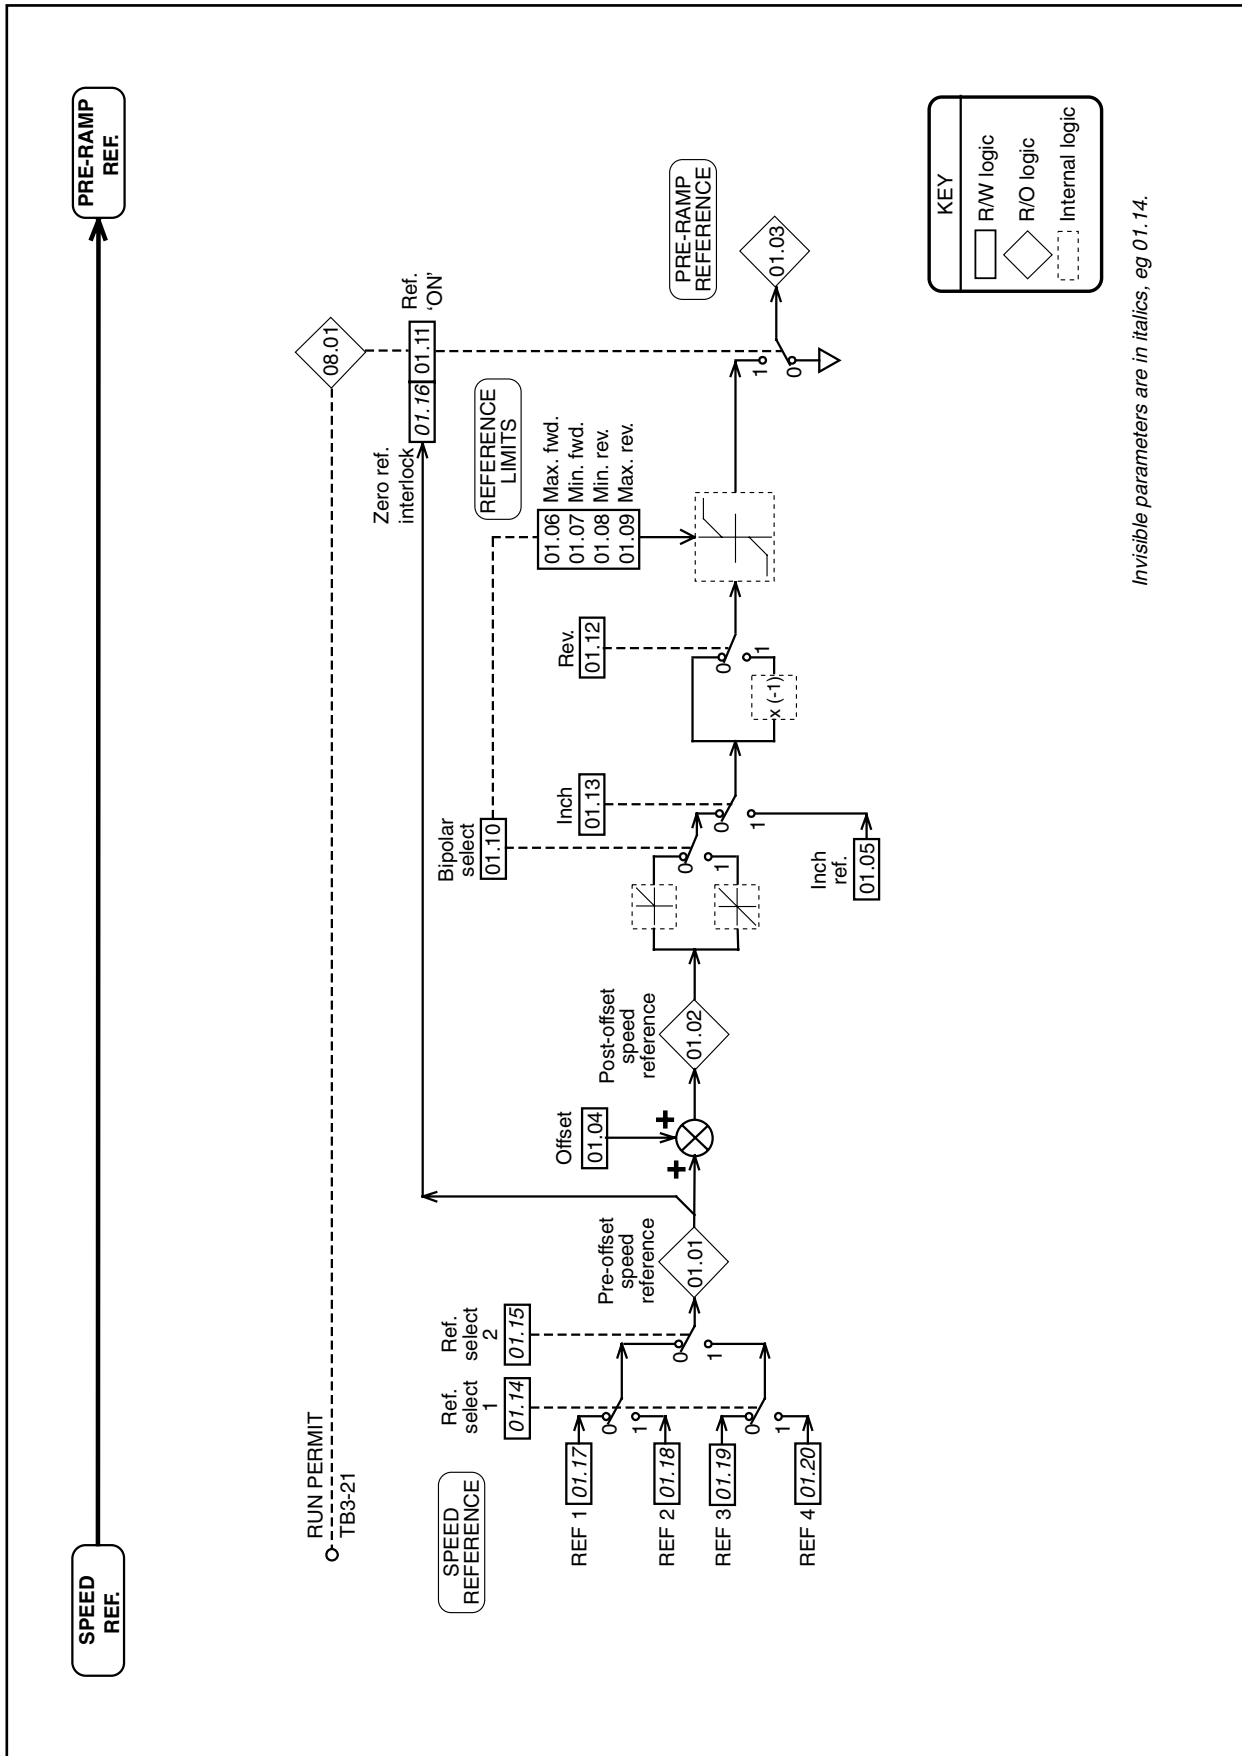 SPEED
REF.
PRE-RAMP
REF.
RUN PERMIT
TB3-21
08.01
Zero ref.
interlock
01.16
01.11
Ref.
'ON'
SPEED
REFERENCE
Ref.
select
1
01.14
Ref.
select
2
01.15
REF 1
01.17
REF 2
01.18
REF 3
01.19
REF 4
01.20
0
1
0
1
0
1
Pre-offset
speed
reference
01.01
Offset
01.04
+
+
Post-offset
speed
reference
01.02
Bipolar
select
01.10
0
1
Inch
01.13
0
1
Inch
ref.
01.05
Rev.
01.12
0
1
x (-1)
REFERENCE
LIMITS
01.06 Max. fwd.
01.07 Min. fwd.
01.08 Min. rev.
01.09 Max. rev.
1
0
PRE-RAMP
REFERENCE
01.03
KEY
R/W logic
R/O logic
Internal logic
Invisible parameters are in italics, eg 01.14.